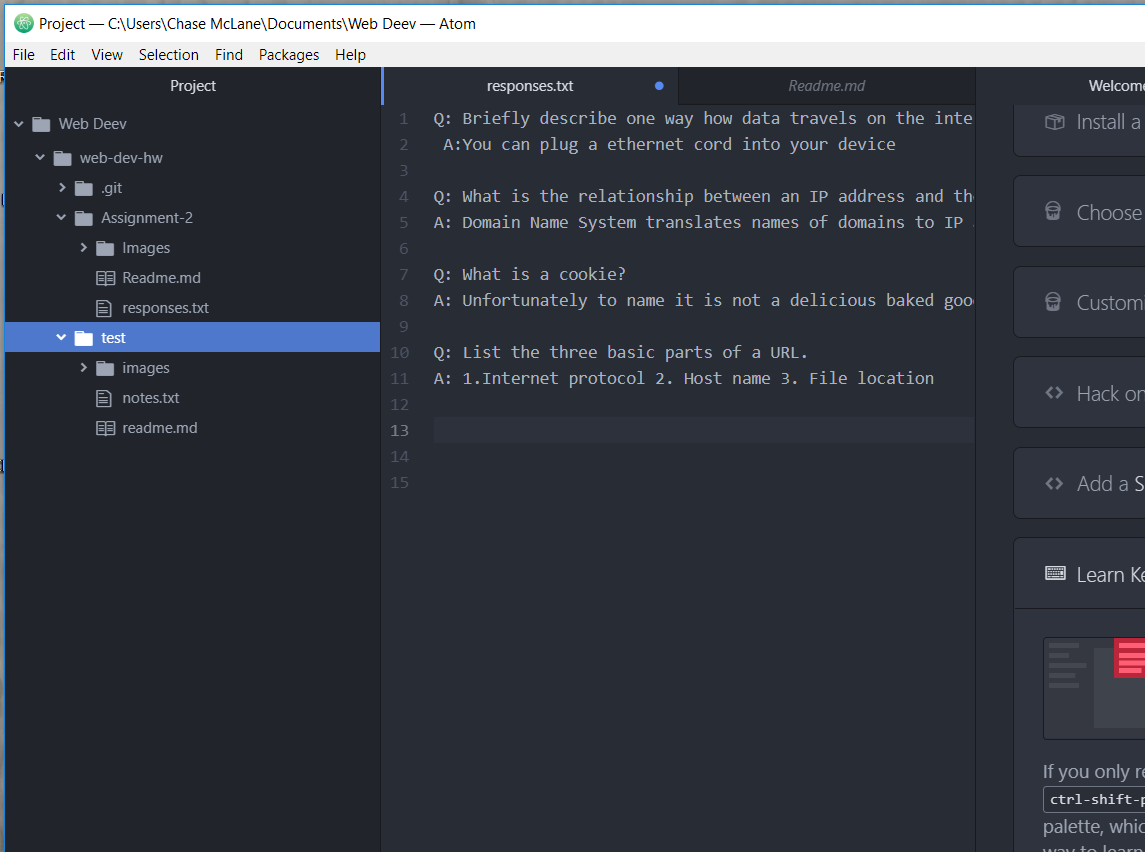 Project — C:\Users\Chase McLane\Documents\Web Deev — Atom
File Edit View Selection Find Packages Help
Project
Web Deev
web-dev-hw
.git
Assignment-2
Images
Readme.md
responses.txt
test
images
notes.txt
readme.md
responses.txt
Readme.md
1 Q: Briefly describe one way how data travels on the inte
2 A:You can plug a ethernet cord into your device
3
4 Q: What is the relationship between an IP address and th
5 A: Domain Name System translates names of domains to IP
6
7 Q: What is a cookie?
8 A: Unfortunately to name it is not a delicious baked goo
9
10 Q: List the three basic parts of a URL.
11 A: 1.Internet protocol 2. Host name 3. File location
12
13
14
15
Welcome
Install a
Choose
Custom
Hack on
Add a S
Learn Ke
If you only re
ctrl-shift-p
palette, whic
way to learn